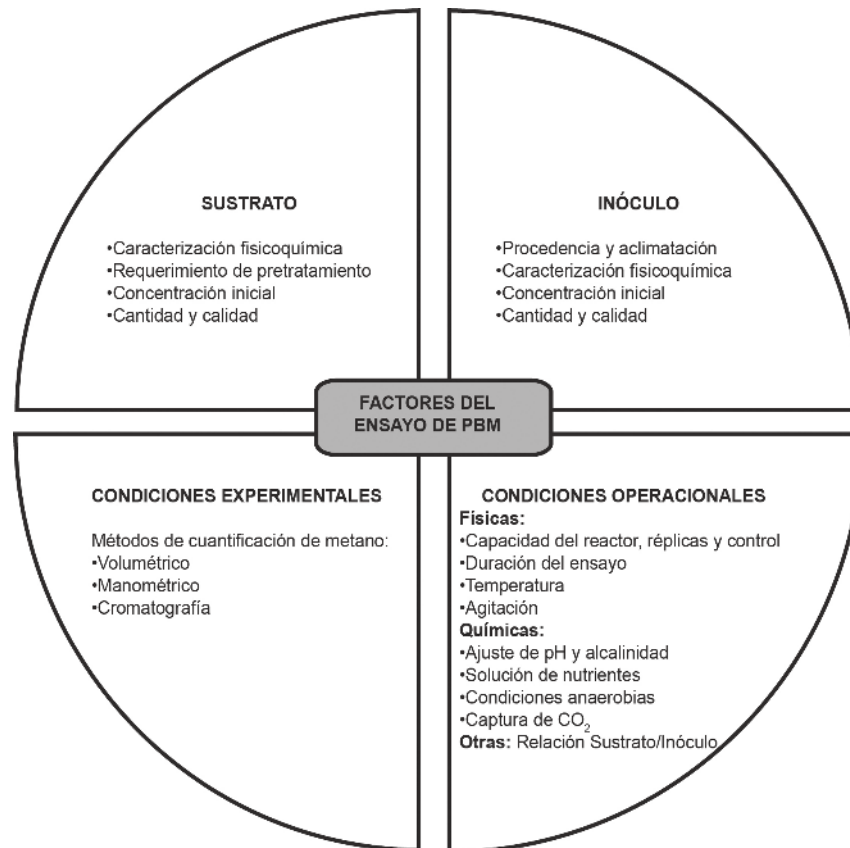 SUSTRATO
•Caracterización fisicoquímica
•Requerimiento de pretratamiento
•Concentración inicial
•Cantidad y calidad
INÓCULO
•Procedencia y aclimatación
•Caracterización fisicoquímica
•Concentración inicial
•Cantidad y calidad
FACTORES DEL
ENSAYO DE PBM
CONDICIONES EXPERIMENTALES
Métodos de cuantificación de metano:
•Volumétrico
•Manométrico
•Cromatografía
CONDICIONES OPERACIONALES
Físicas:
•Capacidad del reactor, réplicas y control
•Duración del ensayo
•Temperatura
•Agitación
Químicas:
•Ajuste de pH y alcalinidad
•Solución de nutrientes
•Condiciones anaerobias
•Captura de CO₂
Otras: Relación Sustrato/Inóculo